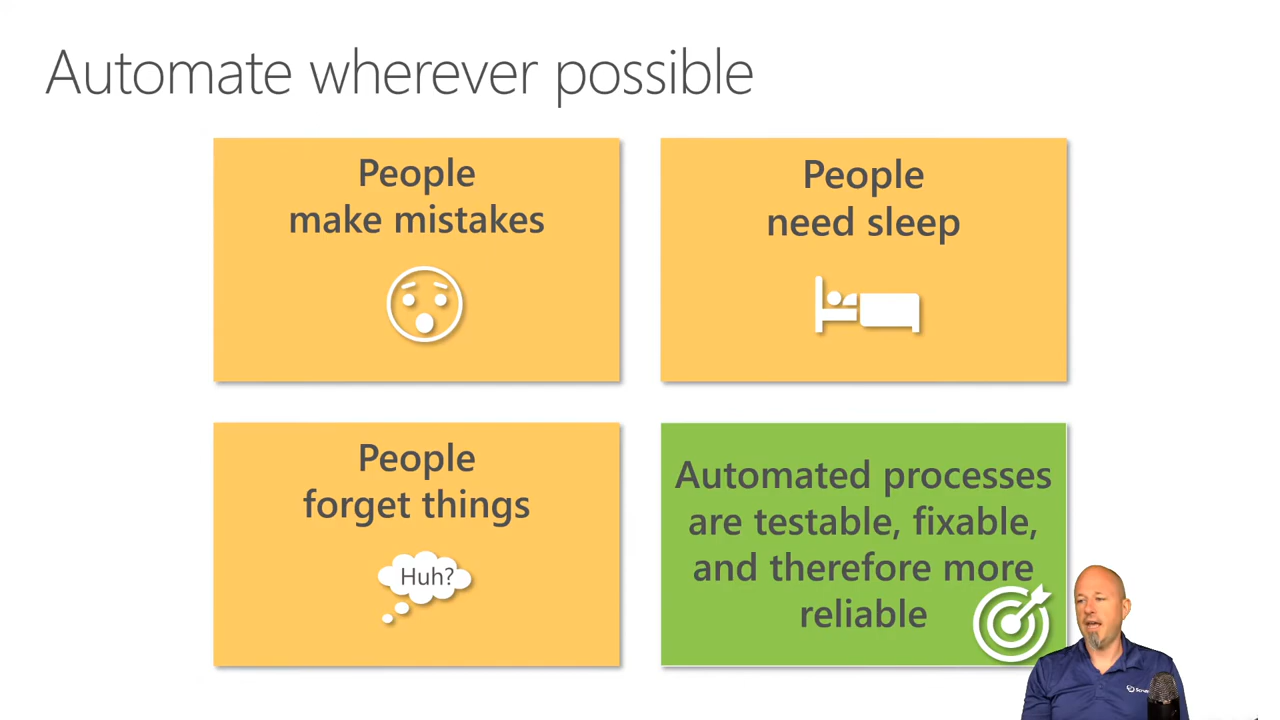 Automate wherever possible
People
make mistakes
People
need sleep
People
forget things
Huh?
Automated processes
are testable, fixable,
and therefore more
reliable